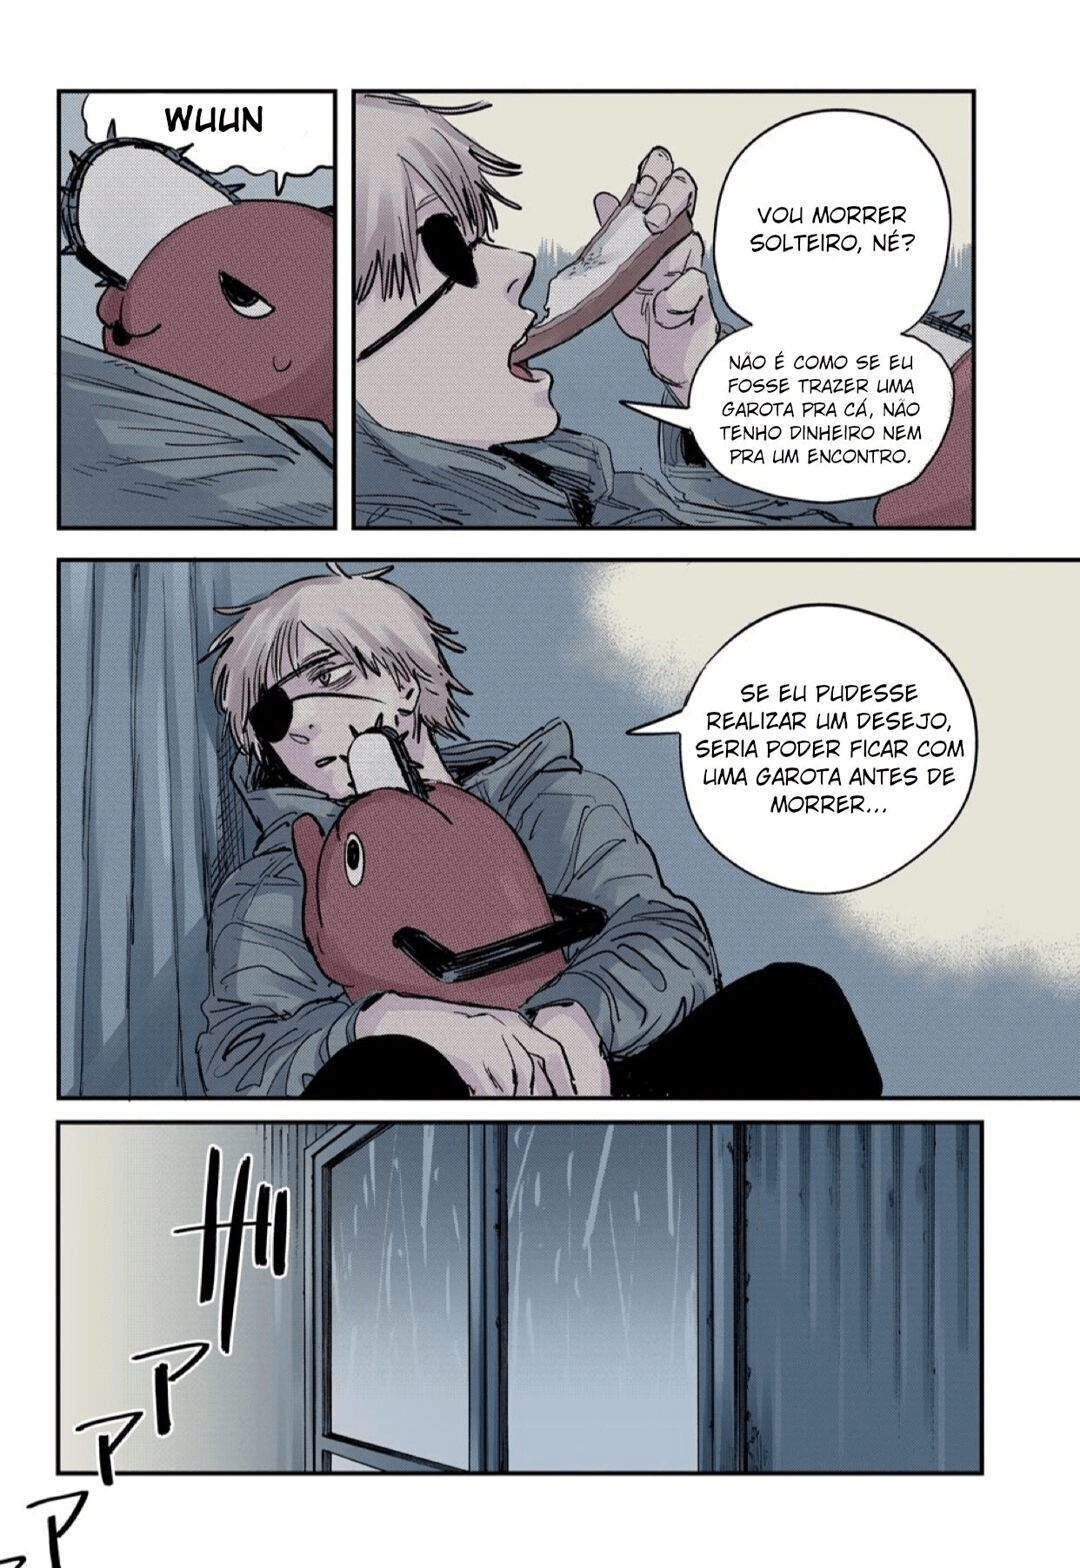 WUUN
VOU MORRER
SOLTEIRO, NÉ?
NÃO É COMO SE EU
FOSSE TRAZER UMA
GAROTA PRA CÁ, NÃO
TENHO DINHEIRO NEM
PRA UM ENCONTRO.
SE EU PUDESSE
REALIZAR UM DESEJO,
SERIA PODER FICAR COM
UMA GAROTA ANTES DE
MORRER...